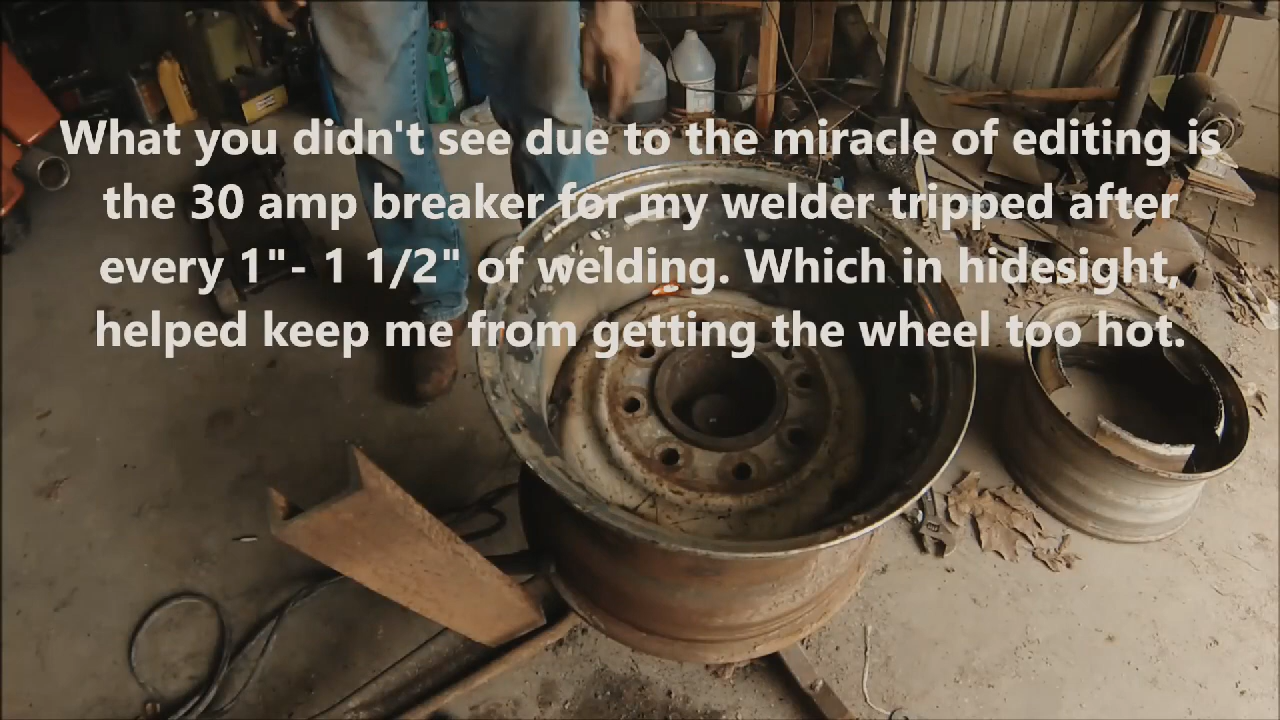 What you didn't see due to the miracle of editing is
the 30 amp breaker for my welder tripped after
every 1"- 1 1/2" of welding. Which in hidesight,
helped keep me from getting the wheel too hot.